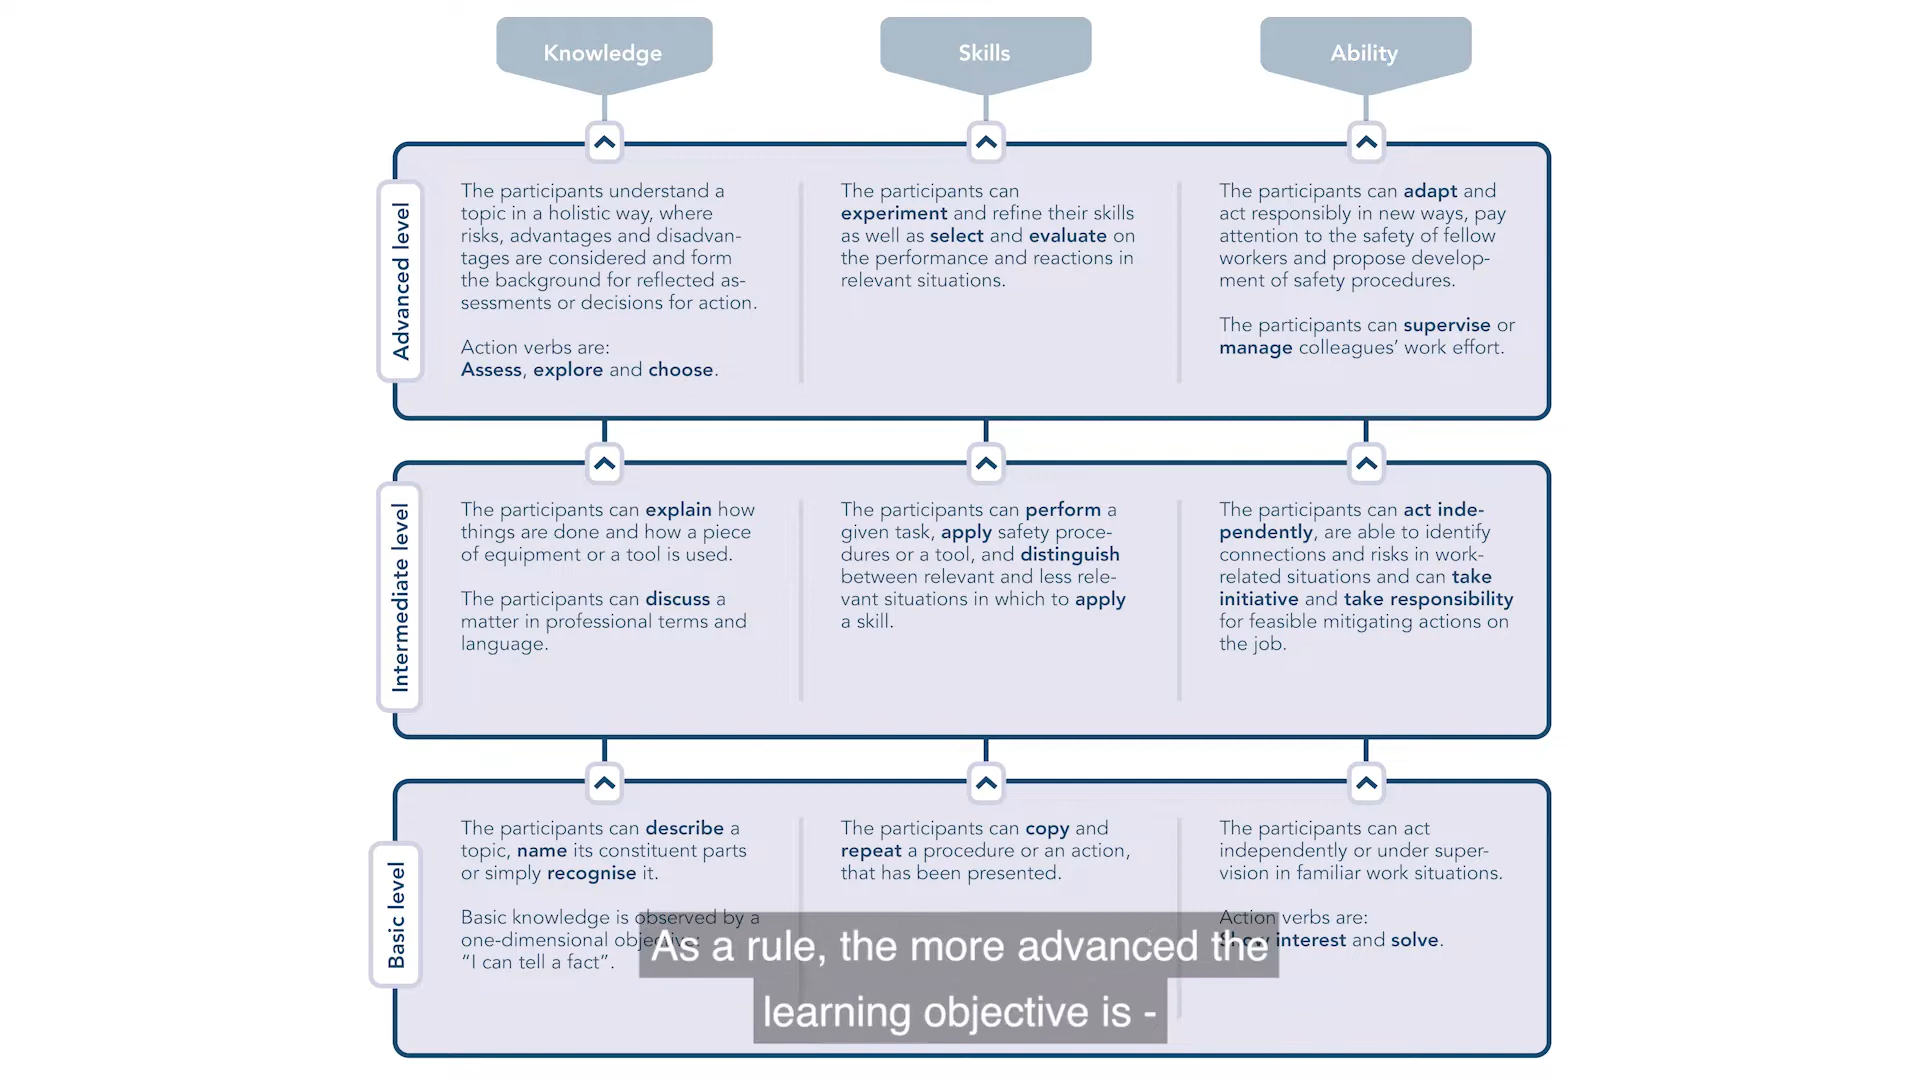 Knowledge
Skills
Ability
Advanced level
The participants understand a
topic in a holistic way, where
risks, advantages and disadvan-
tages are considered and form
the background for reflected as-
sessments or decisions for action.
Action verbs are:
Assess, explore and choose.
The participants can
experiment and refine their skills
as well as select and evaluate on
the performance and reactions in
relevant situations.
The participants can adapt and
act responsibly in new ways, pay
attention to the safety of fellow
workers and propose develop-
ment of safety procedures.
The participants can supervise or
manage colleagues' work effort.
Intermediate level
The participants can explain how
things are done and how a piece
of equipment or a tool is used.
The participants can discuss a
matter in professional terms and
language.
The participants can perform a
given task, apply safety proce-
dures or a tool, and distinguish
between relevant and less rele-
vant situations in which to apply
a skill.
The participants can act inde-
pendently, are able to identify
connections and risks in work-
related situations and can take
initiative and take responsibility
for feasible mitigating actions on
the job.
Basic level
The participants can describe a
topic, name its constituent parts
or simply recognise it.
Basic knowledge is observed by a
one-dimensional objective:
"I can tell a fact".
The participants can copy and
repeat a procedure or an action,
that has been presented.
The participants can act
independently or under super-
vision in familiar work situations.
Action verbs are:
Show interest and solve.
As a rule, the more advanced the
learning objective is -